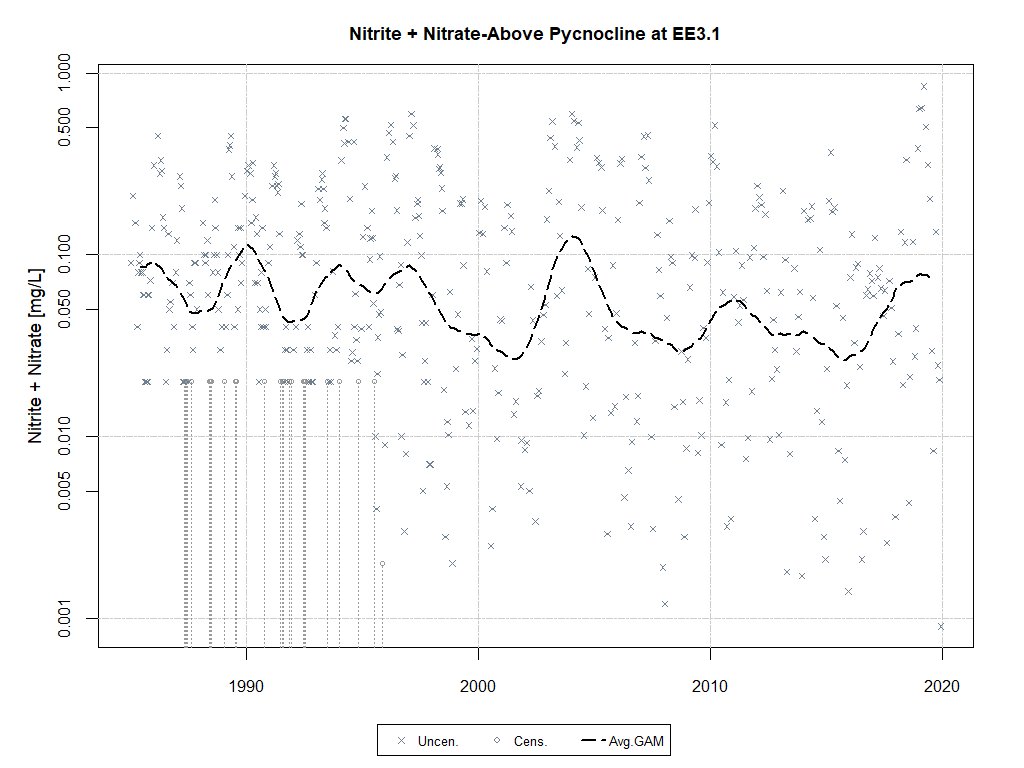 Nitrite + Nitrate-Above Pycnocline at EE3.1
Nitrite + Nitrate [mg/L]
1.000
0.500
0.100
0.050
0.010
0.005
0.001
1990
2000
2010
2020
Uncen.
Cens.
Avg.GAM